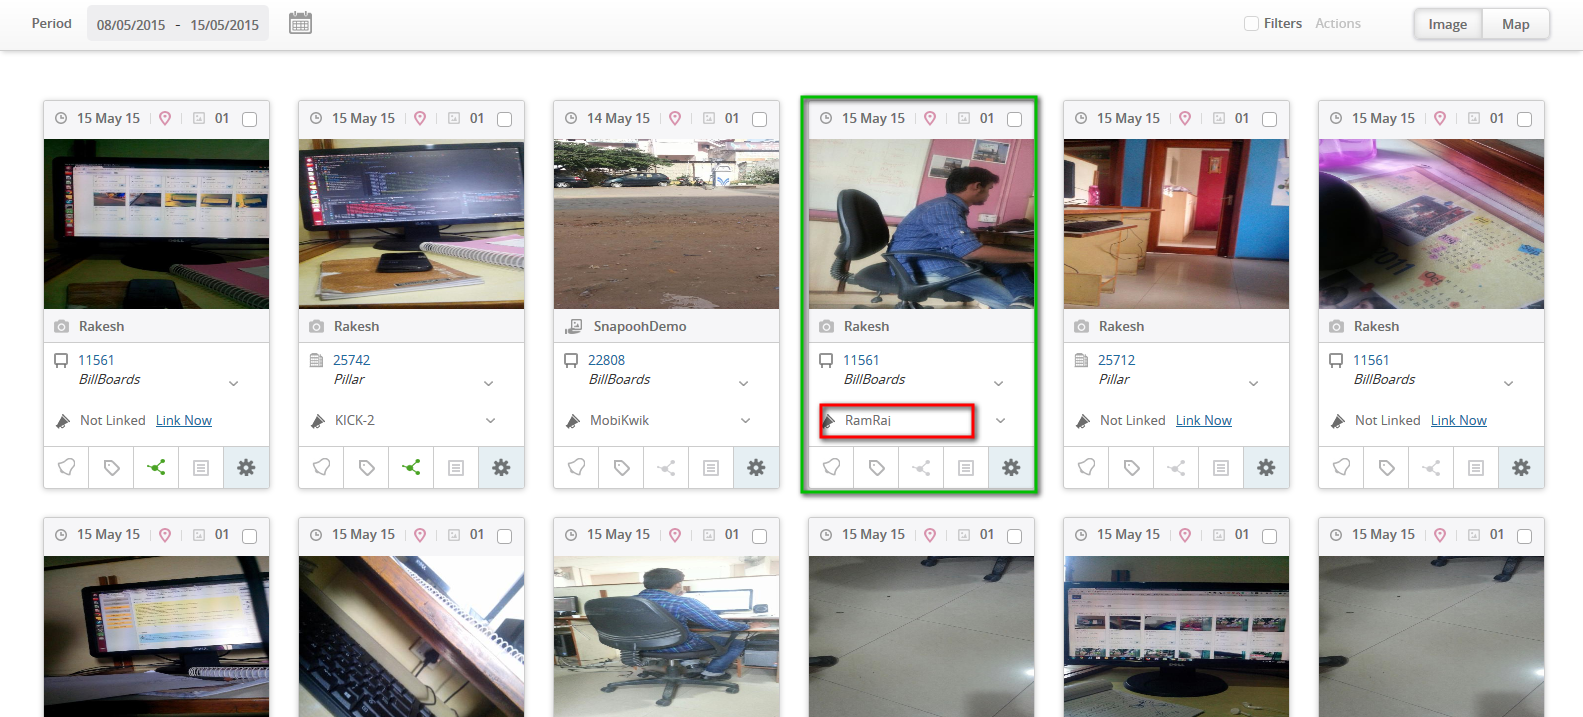 Period 08/05/2015 - 15/05/2015 Filters Actions Image Map
15 May 15 01 15 May 15 01 14 May 15 01 15 May 15 01 15 May 15 01 15 May 15 01
Rakesh Rakesh SnapoohDemo Rakesh Rakesh Rakesh
11561 25742 22808 11561 25712 11561
BillBoards Pillar BillBoards BillBoards Pillar BillBoards
Not Linked Link Now KICK-2 MobiKwik RamRaj Not Linked Link Now Not Linked Link Now
15 May 15 01 15 May 15 01 15 May 15 01 15 May 15 01 15 May 15 01 15 May 15 01